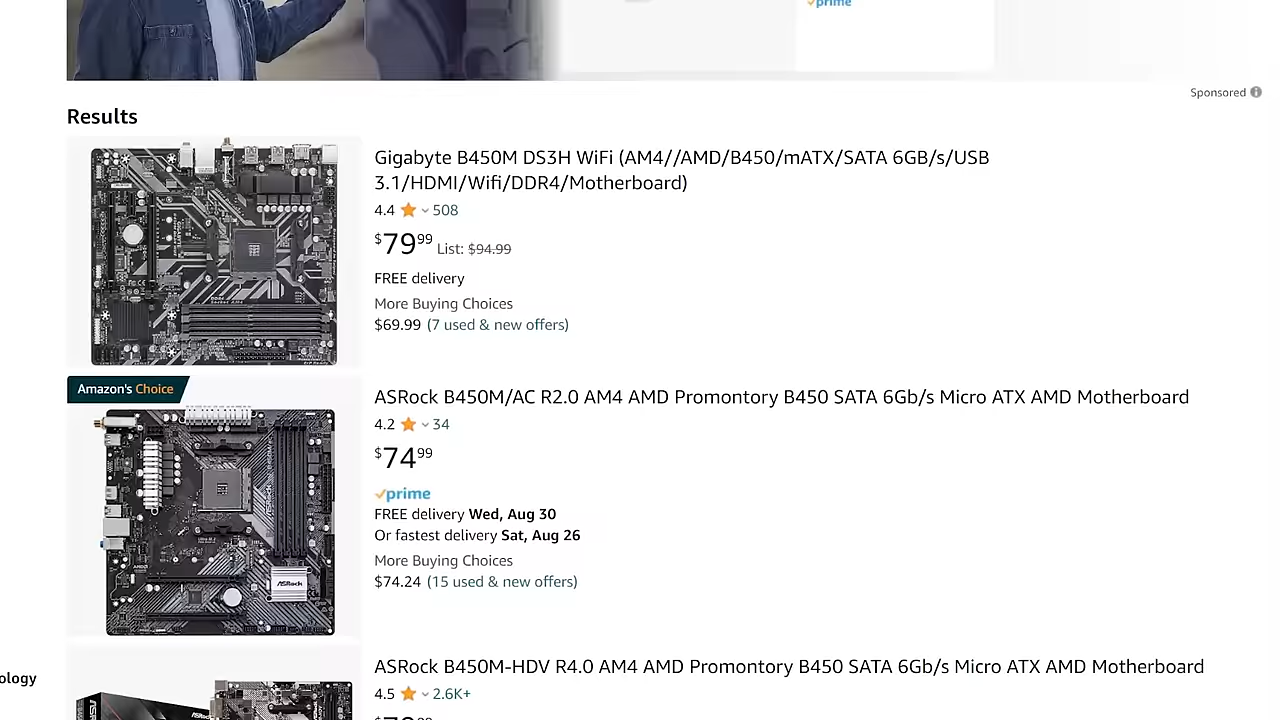 prime
Sponsored
Results
Gigabyte B450M DS3H WiFi (AM4//AMD/B450/mATX/SATA 6GB/s/USB
3.1/HDMI/Wifi/DDR4/Motherboard)
4.4 508
$79⁹⁹ List: $94.99
FREE delivery
More Buying Choices
$69.99 (7 used & new offers)
Amazon's Choice
ASRock B450M/AC R2.0 AM4 AMD Promontory B450 SATA 6Gb/s Micro ATX AMD Motherboard
4.2 34
$74⁹⁹
prime
FREE delivery Wed, Aug 30
Or fastest delivery Sat, Aug 26
More Buying Choices
$74.24 (15 used & new offers)
ASRock
ology
ASRock B450M-HDV R4.0 AM4 AMD Promontory B450 SATA 6Gb/s Micro ATX AMD Motherboard
4.5 2.6K+